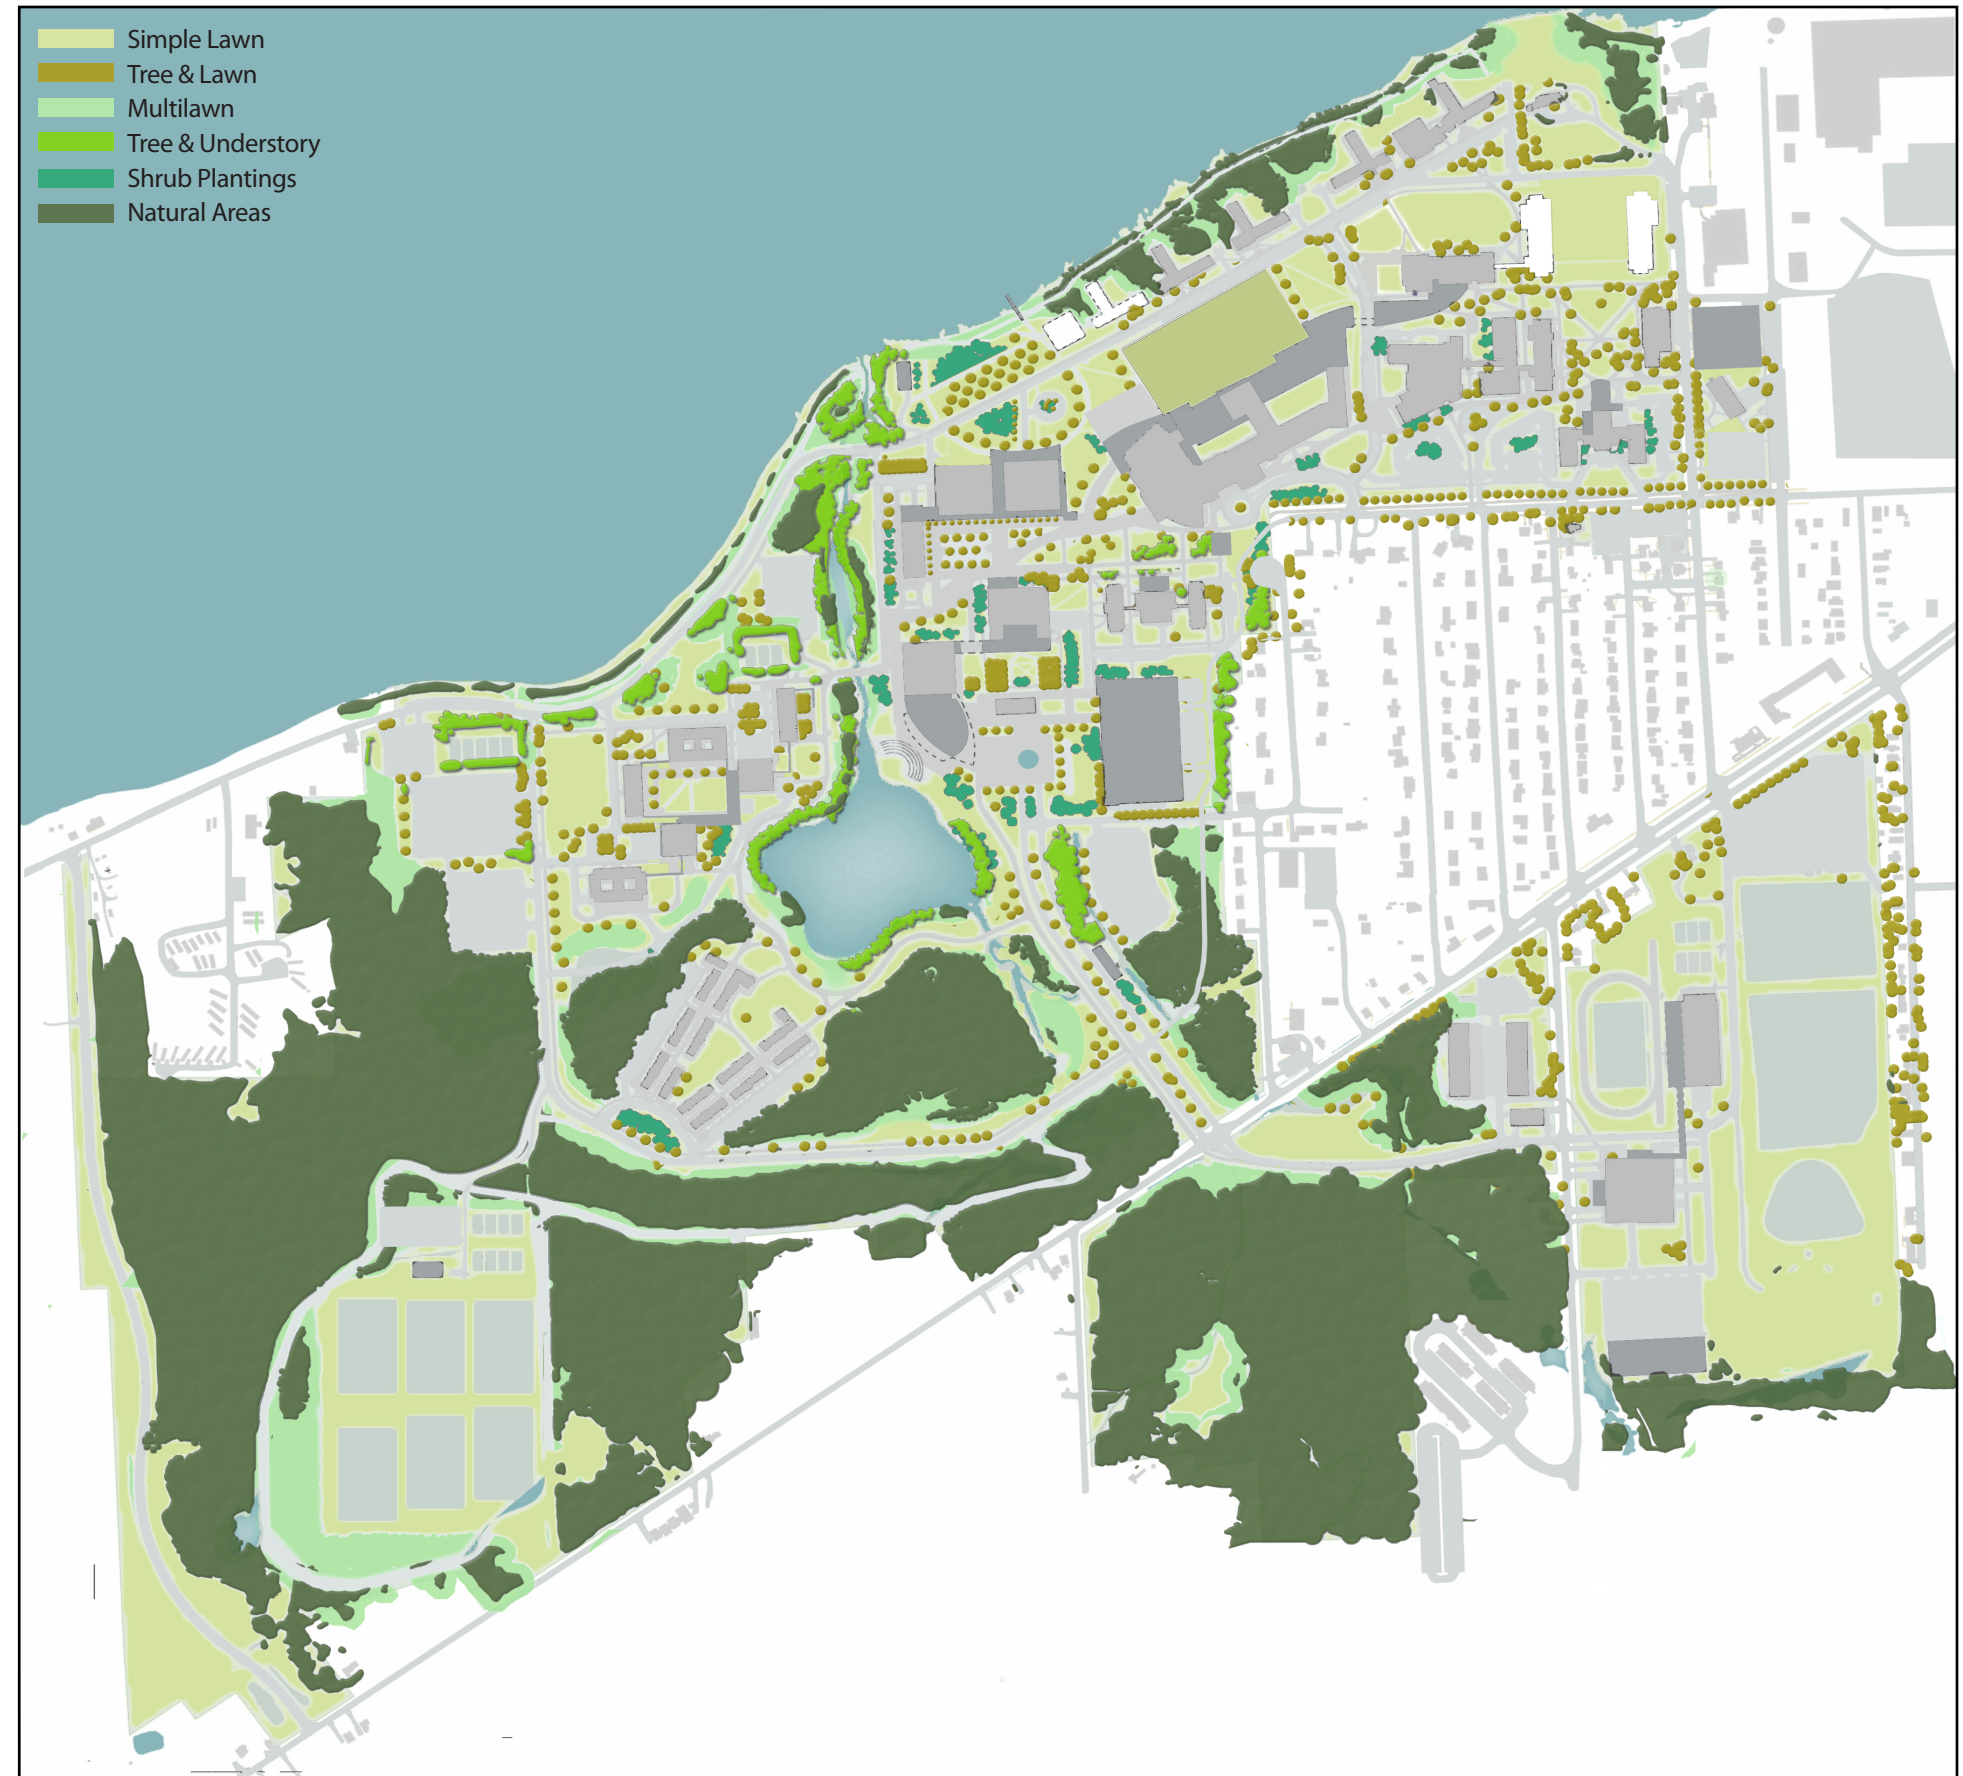 Simple Lawn
Tree & Lawn
Multilawn
Tree & Understory
Shrub Plantings
Natural Areas